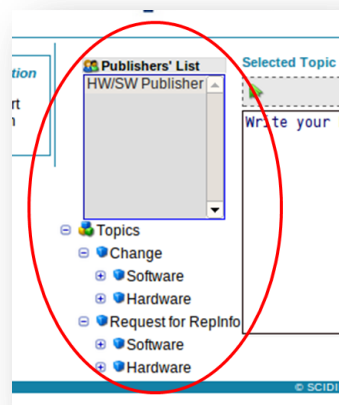 tion
rt
Publishers' List
HW/SW Publisher
Selected Topic
Write your
Topics
Change
Software
Hardware
Request for RepInfo
Software
Hardware
© SCIDI